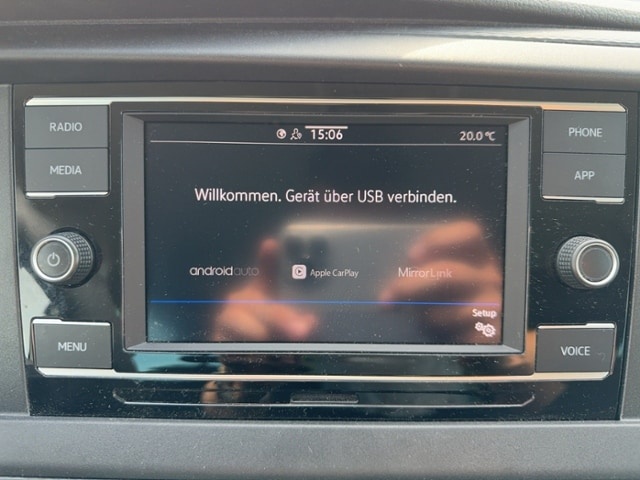 RADIO
MEDIA
MENU
15:06
20.0 °C
Willkommen. Gerät über USB verbinden.
androidauto
Apple CarPlay
MirrorLink
Setup
PHONE
APP
VOICE